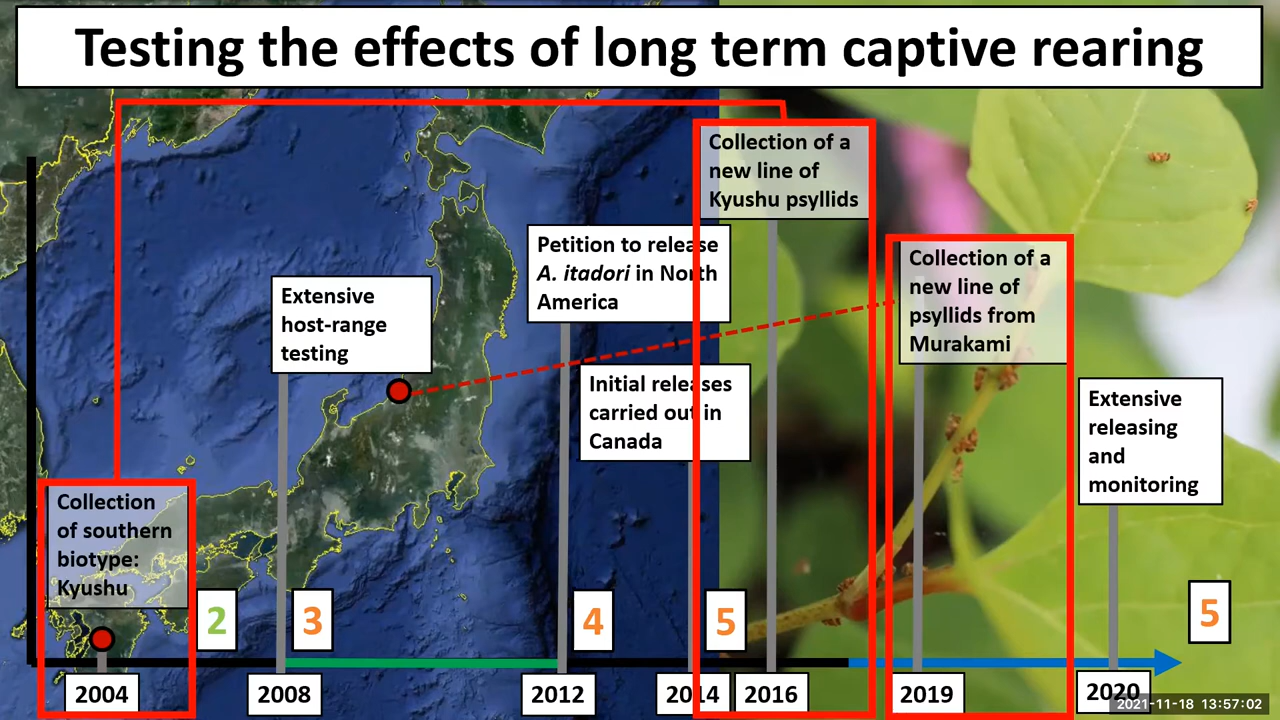 Testing the effects of long term captive rearing
Collection of a
new line of
Kyushu psyllids
Petition to release
A. itadori in North
America
Collection of a
new line of
psyllids from
Murakami
Extensive
host-range
testing
Initial releases
carried out in
Canada
Extensive
releasing
and
monitoring
Collection
of southern
biotype:
Kyushu
2
3
4
5
5
2004
2008
2012
2014
2016
2019
2020
2021-11-18 13:57:02